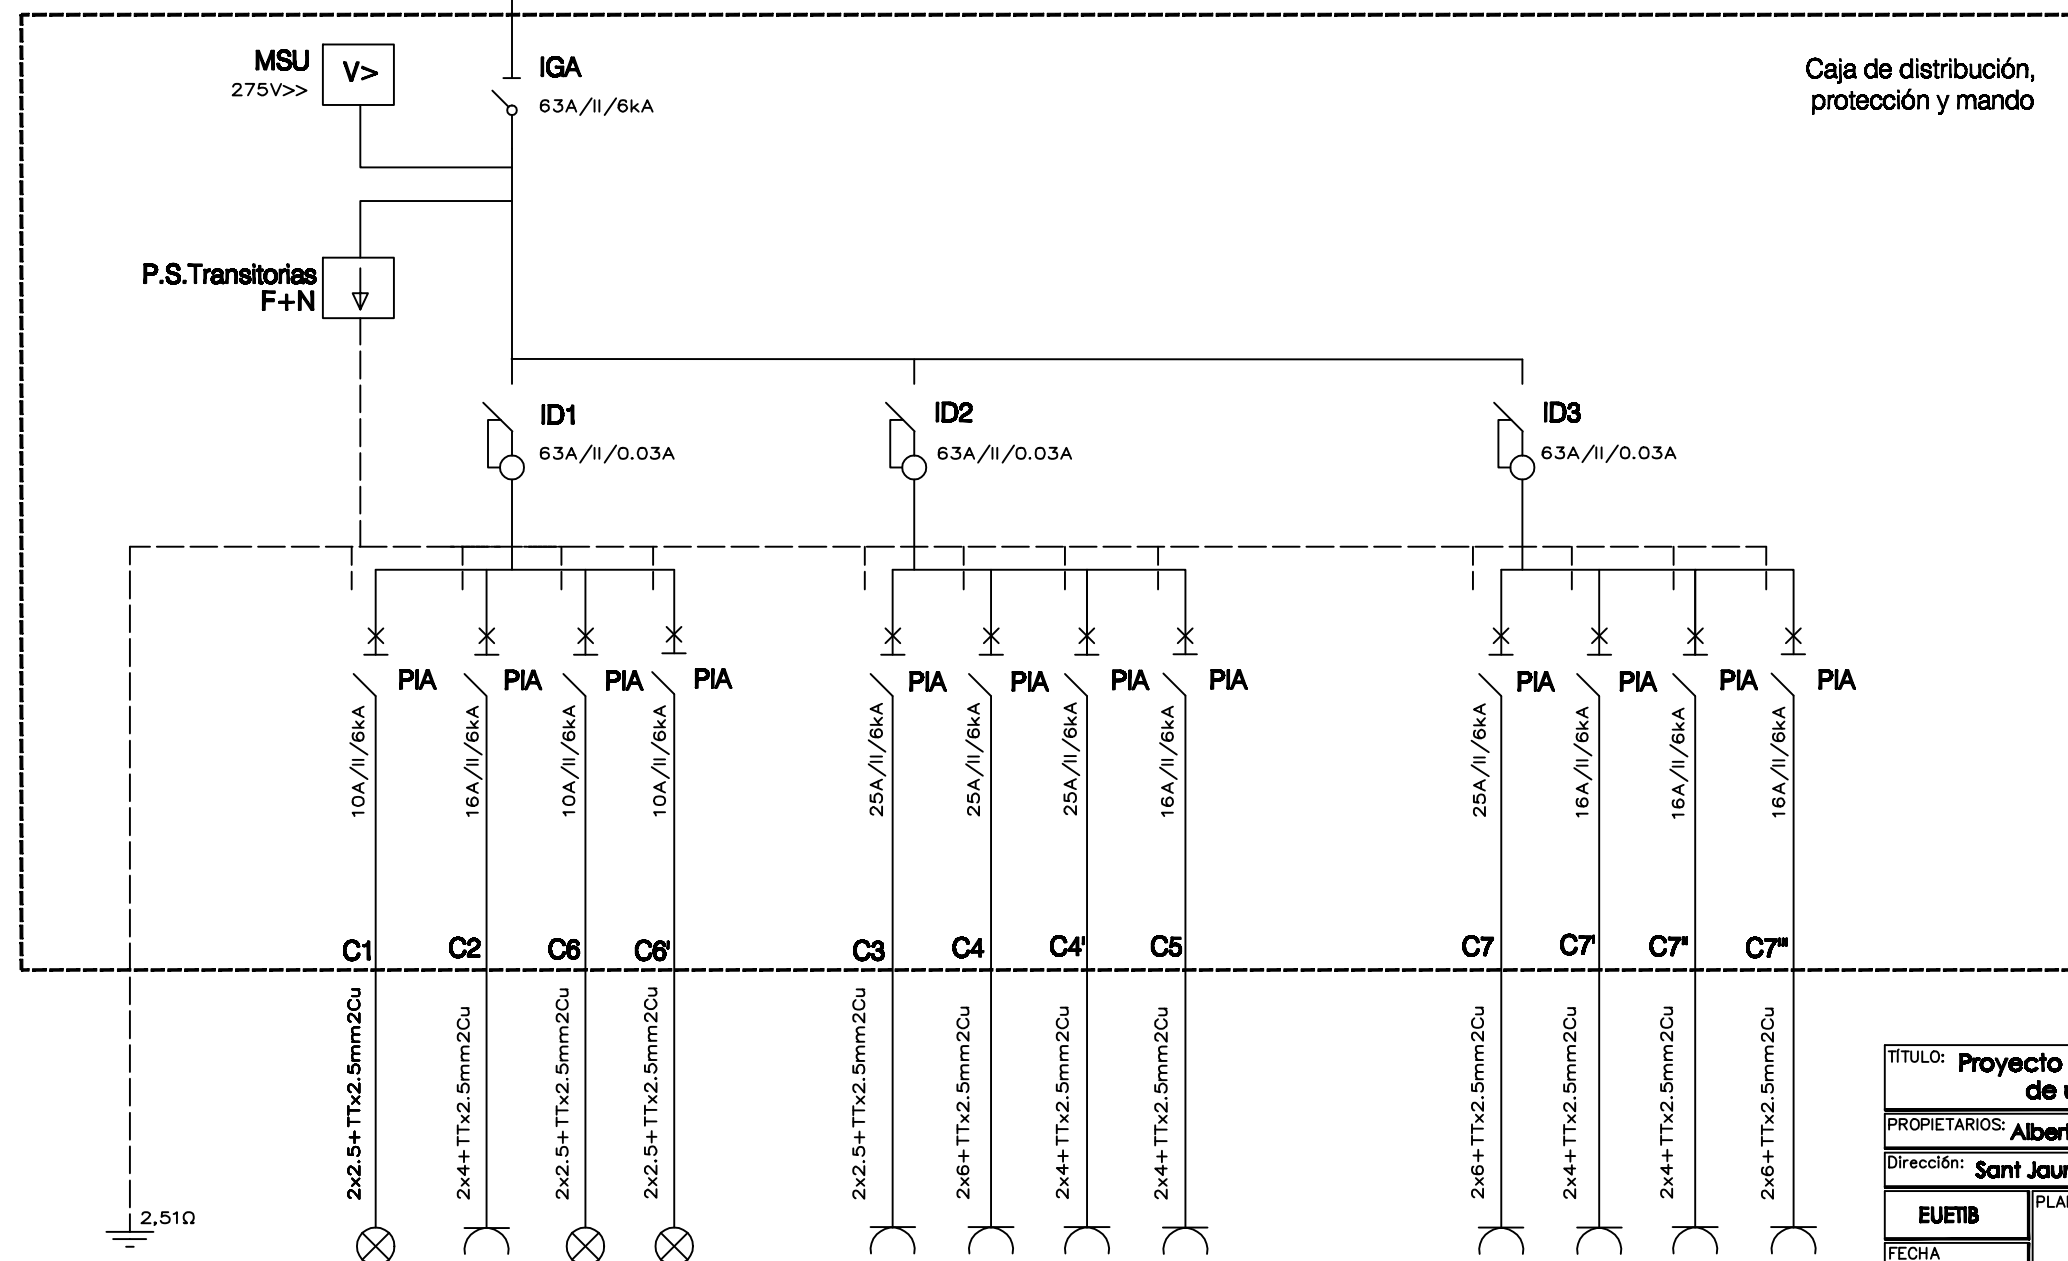 MSU
275V>>
V>
IGA
63A/II/6kA
Caja de distribución,
protección y mando
P.S.Transitorias
F+N
ID1
63A/II/0.03A
ID2
63A/II/0.03A
ID3
63A/II/0.03A
PIA
PIA
PIA
PIA
PIA
PIA
PIA
PIA
PIA
PIA
PIA
PIA
10A/II/6kA
16A/II/6kA
10A/II/6kA
10A/II/6kA
25A/II/6kA
25A/II/6kA
25A/II/6kA
16A/II/6kA
25A/II/6kA
16A/II/6kA
16A/II/6kA
16A/II/6kA
C1
C2
C6
C6'
C3
C4
C4'
C5
C7
C7'
C7"
C7'"
2x2.5+TTx2.5mm2Cu
2x4+TTx2.5mm2Cu
2x2.5+TTx2.5mm2Cu
2x2.5+TTx2.5mm2Cu
2x2.5+TTx2.5mm2Cu
2x6+TTx2.5mm2Cu
2x4+TTx2.5mm2Cu
2x4+TTx2.5mm2Cu
2x6+TTx2.5mm2Cu
2x4+TTx2.5mm2Cu
2x4+TTx2.5mm2Cu
2x6+TTx2.5mm2Cu
2,51Ω
TÍTULO: Proyecto
de
PROPIETARIOS: Albert
Dirección: Sant Jaum
EUETIB
FECHA